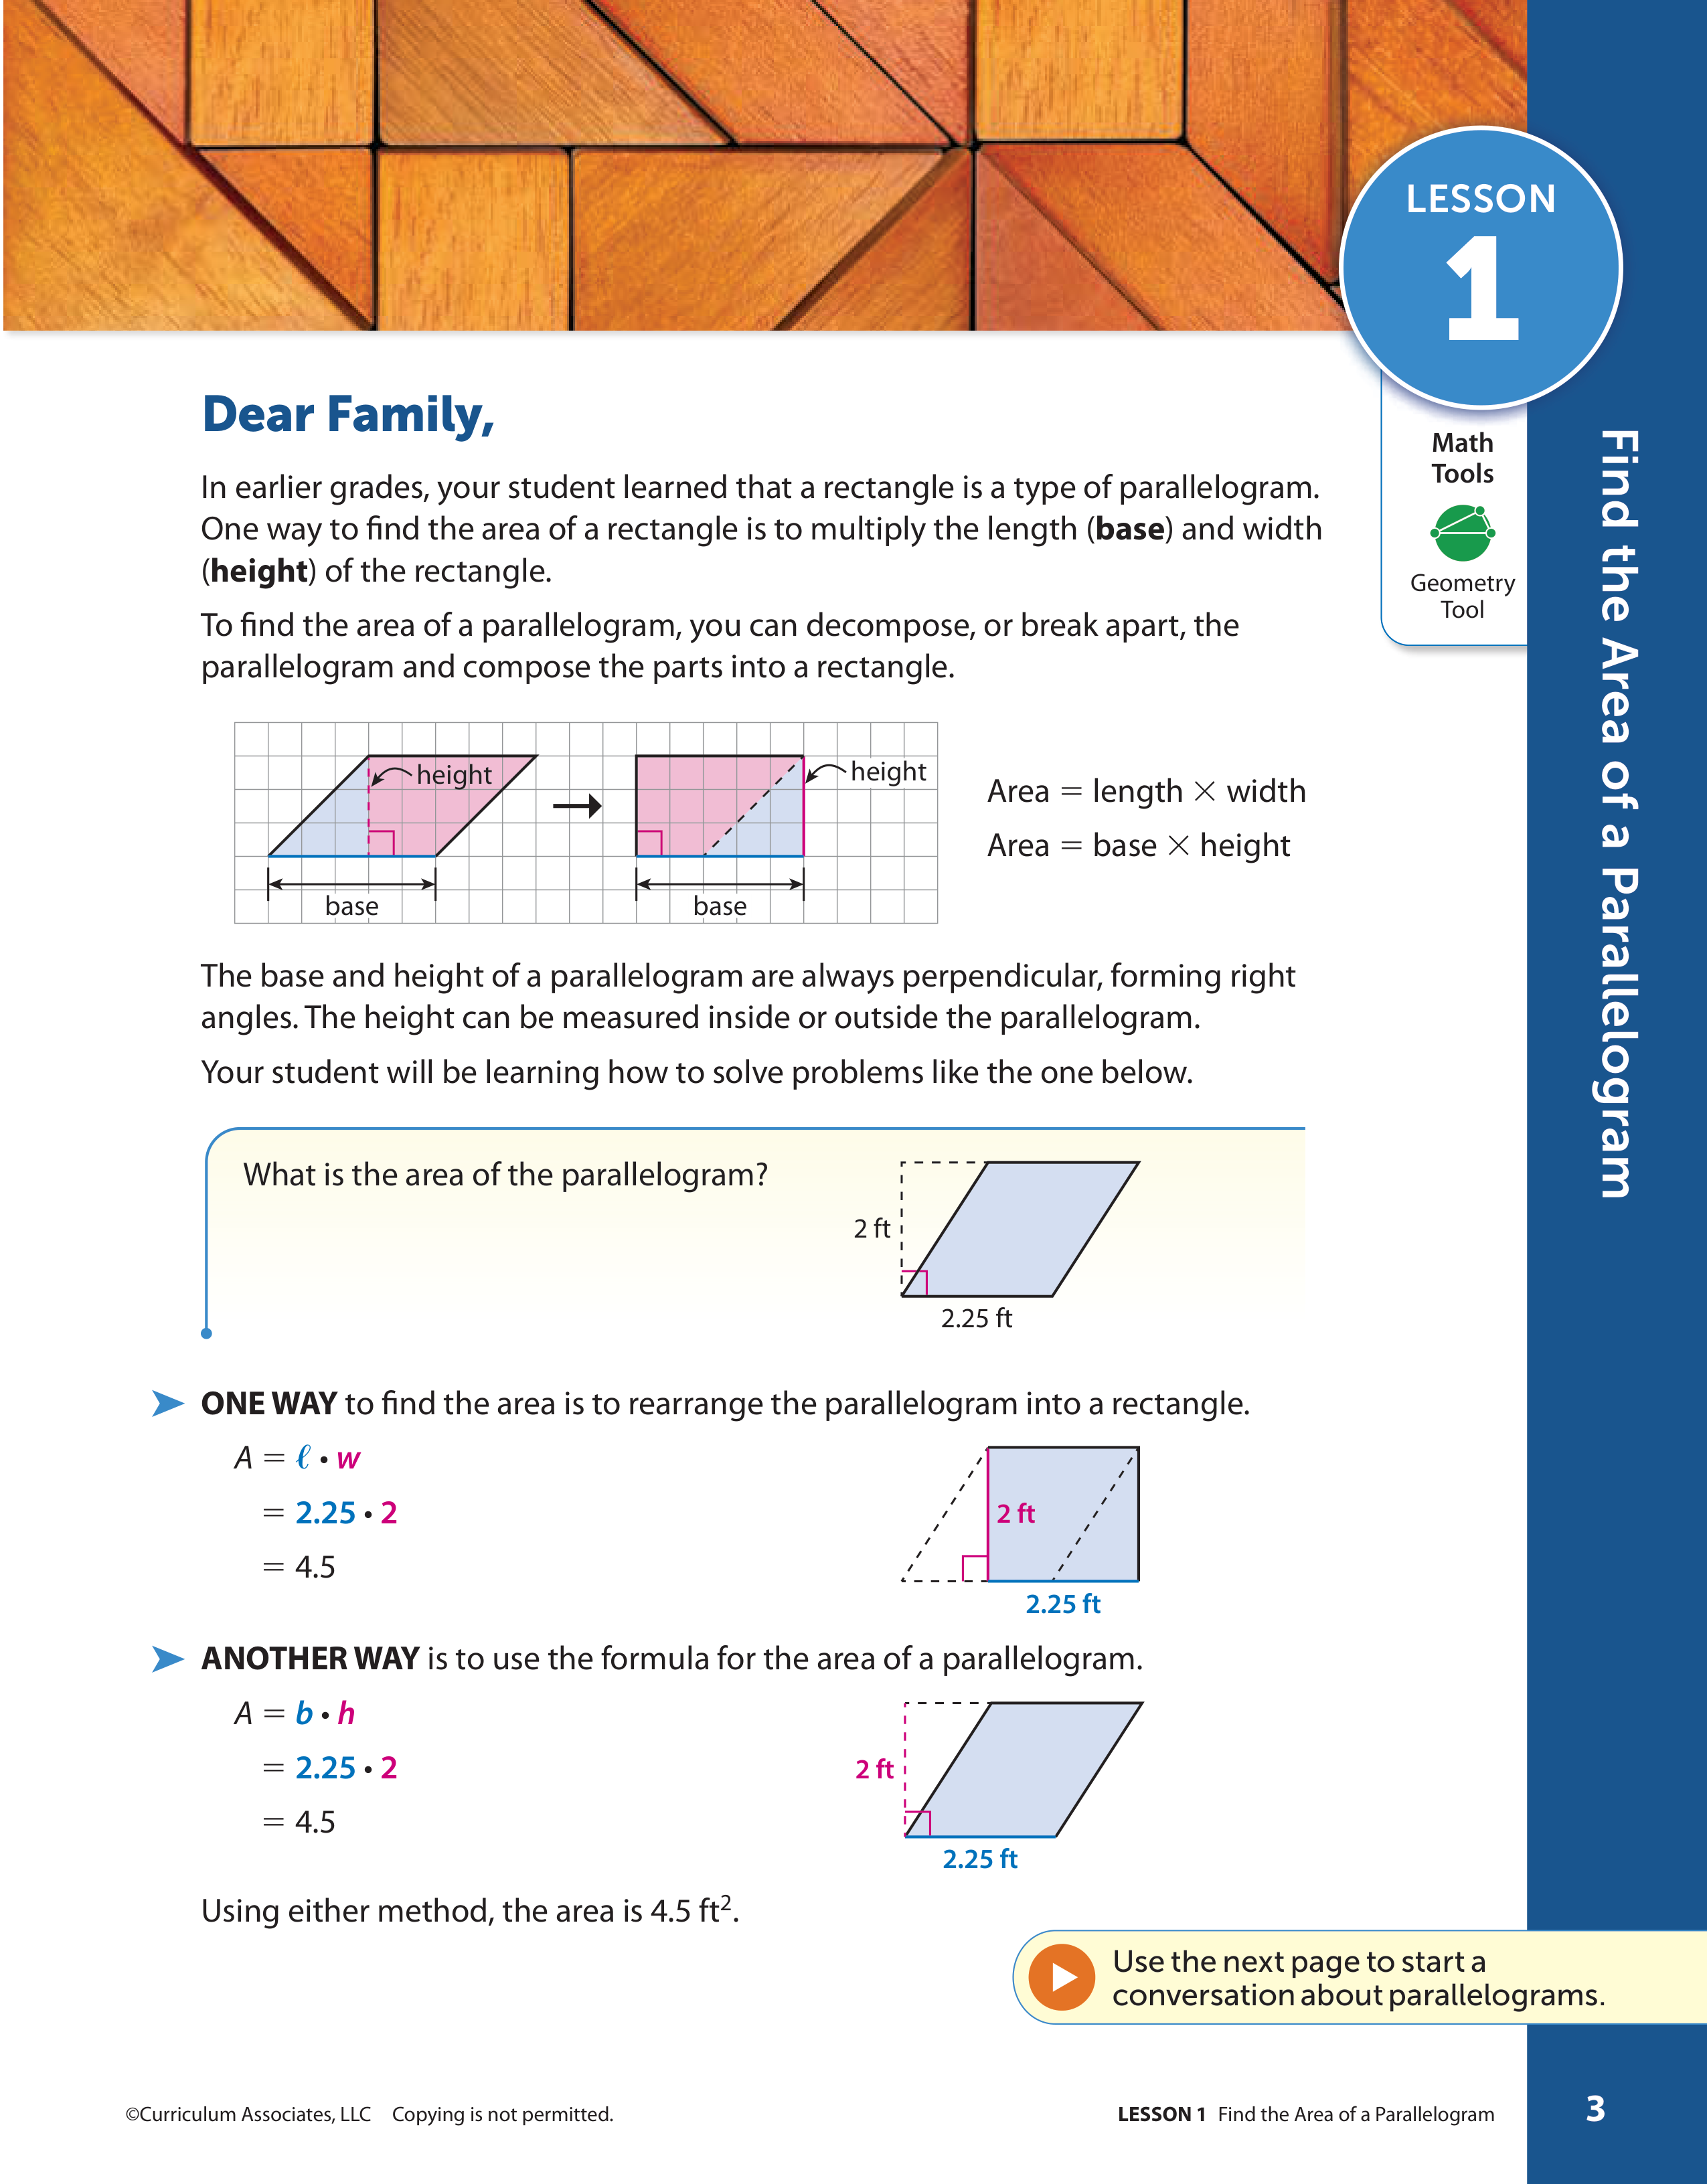 LESSON
1
Math
Tools
Geometry
Tool
Find the Area of a Parallelogram
Dear Family,
In earlier grades, your student learned that a rectangle is a type of parallelogram.
One way to find the area of a rectangle is to multiply the length (base) and width
(height) of the rectangle.
To find the area of a parallelogram, you can decompose, or break apart, the
parallelogram and compose the parts into a rectangle.
height
base
height
base
Area = length × width
Area = base × height
The base and height of a parallelogram are always perpendicular, forming right
angles. The height can be measured inside or outside the parallelogram.
Your student will be learning how to solve problems like the one below.
What is the area of the parallelogram?
2 ft
2.25 ft
ONE WAY to find the area is to rearrange the parallelogram into a rectangle.
A = ℓ • w
= 2.25 • 2
= 4.5
2 ft
2.25 ft
ANOTHER WAY is to use the formula for the area of a parallelogram.
A = b • h
= 2.25 • 2
= 4.5
2 ft
2.25 ft
Using either method, the area is 4.5 ft².
Use the next page to start a
conversation about parallelograms.
©Curriculum Associates, LLC Copying is not permitted.
LESSON 1 Find the Area of a Parallelogram
3